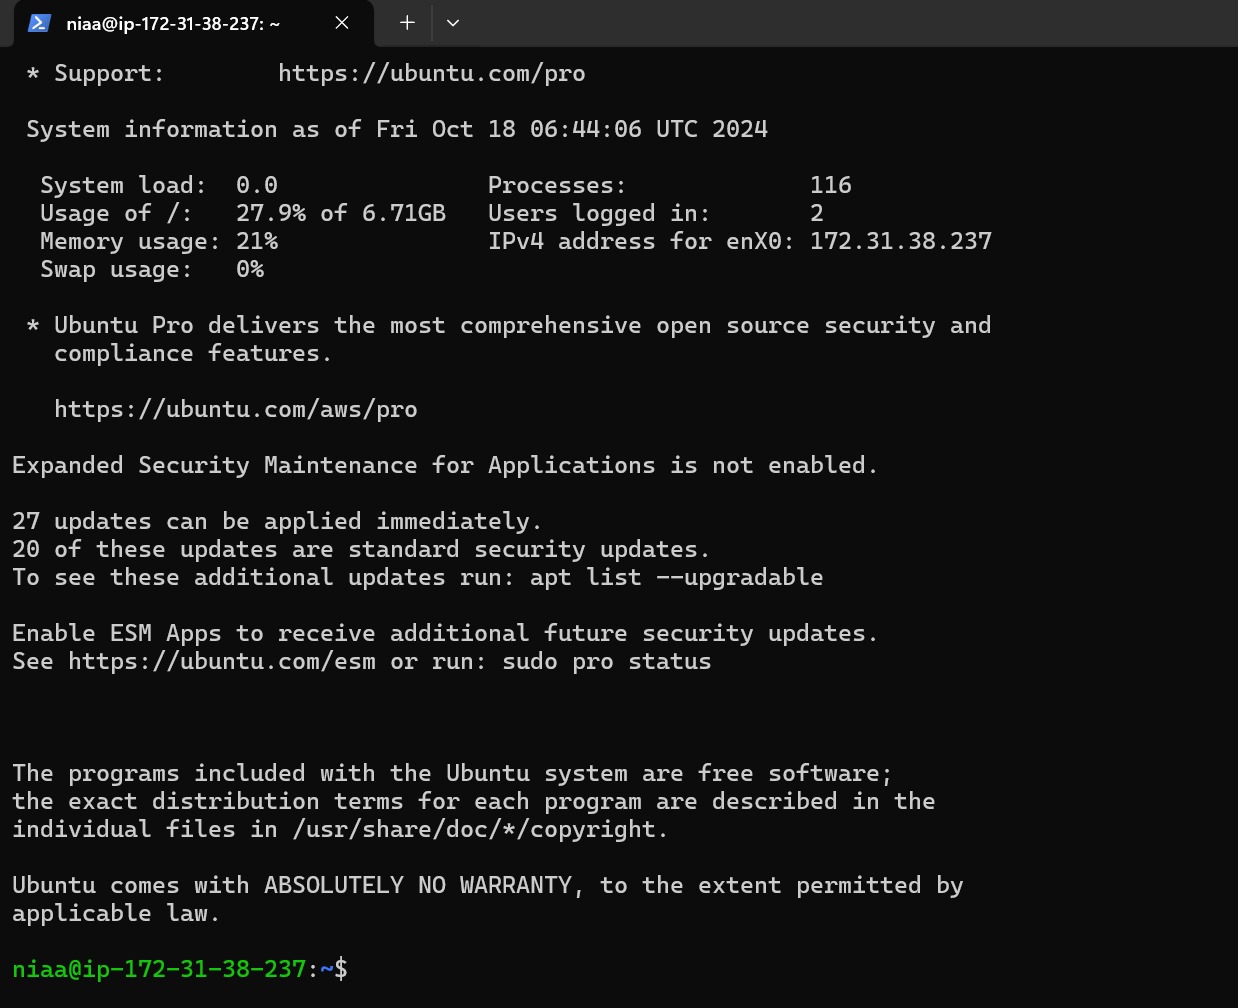 niaa@ip-172-31-38-237: ~
 * Support:        https://ubuntu.com/pro

 System information as of Fri Oct 18 06:44:06 UTC 2024

  System load:  0.0               Processes:             116
  Usage of /:   27.9% of 6.71GB   Users logged in:       2
  Memory usage: 21%               IPv4 address for enX0: 172.31.38.237
  Swap usage:   0%

 * Ubuntu Pro delivers the most comprehensive open source security and
   compliance features.

   https://ubuntu.com/aws/pro

Expanded Security Maintenance for Applications is not enabled.

27 updates can be applied immediately.
20 of these updates are standard security updates.
To see these additional updates run: apt list --upgradable

Enable ESM Apps to receive additional future security updates.
See https://ubuntu.com/esm or run: sudo pro status

The programs included with the Ubuntu system are free software;
the exact distribution terms for each program are described in the
individual files in /usr/share/doc/*/copyright.

Ubuntu comes with ABSOLUTELY NO WARRANTY, to the extent permitted by
applicable law.

niaa@ip-172-31-38-237:~$